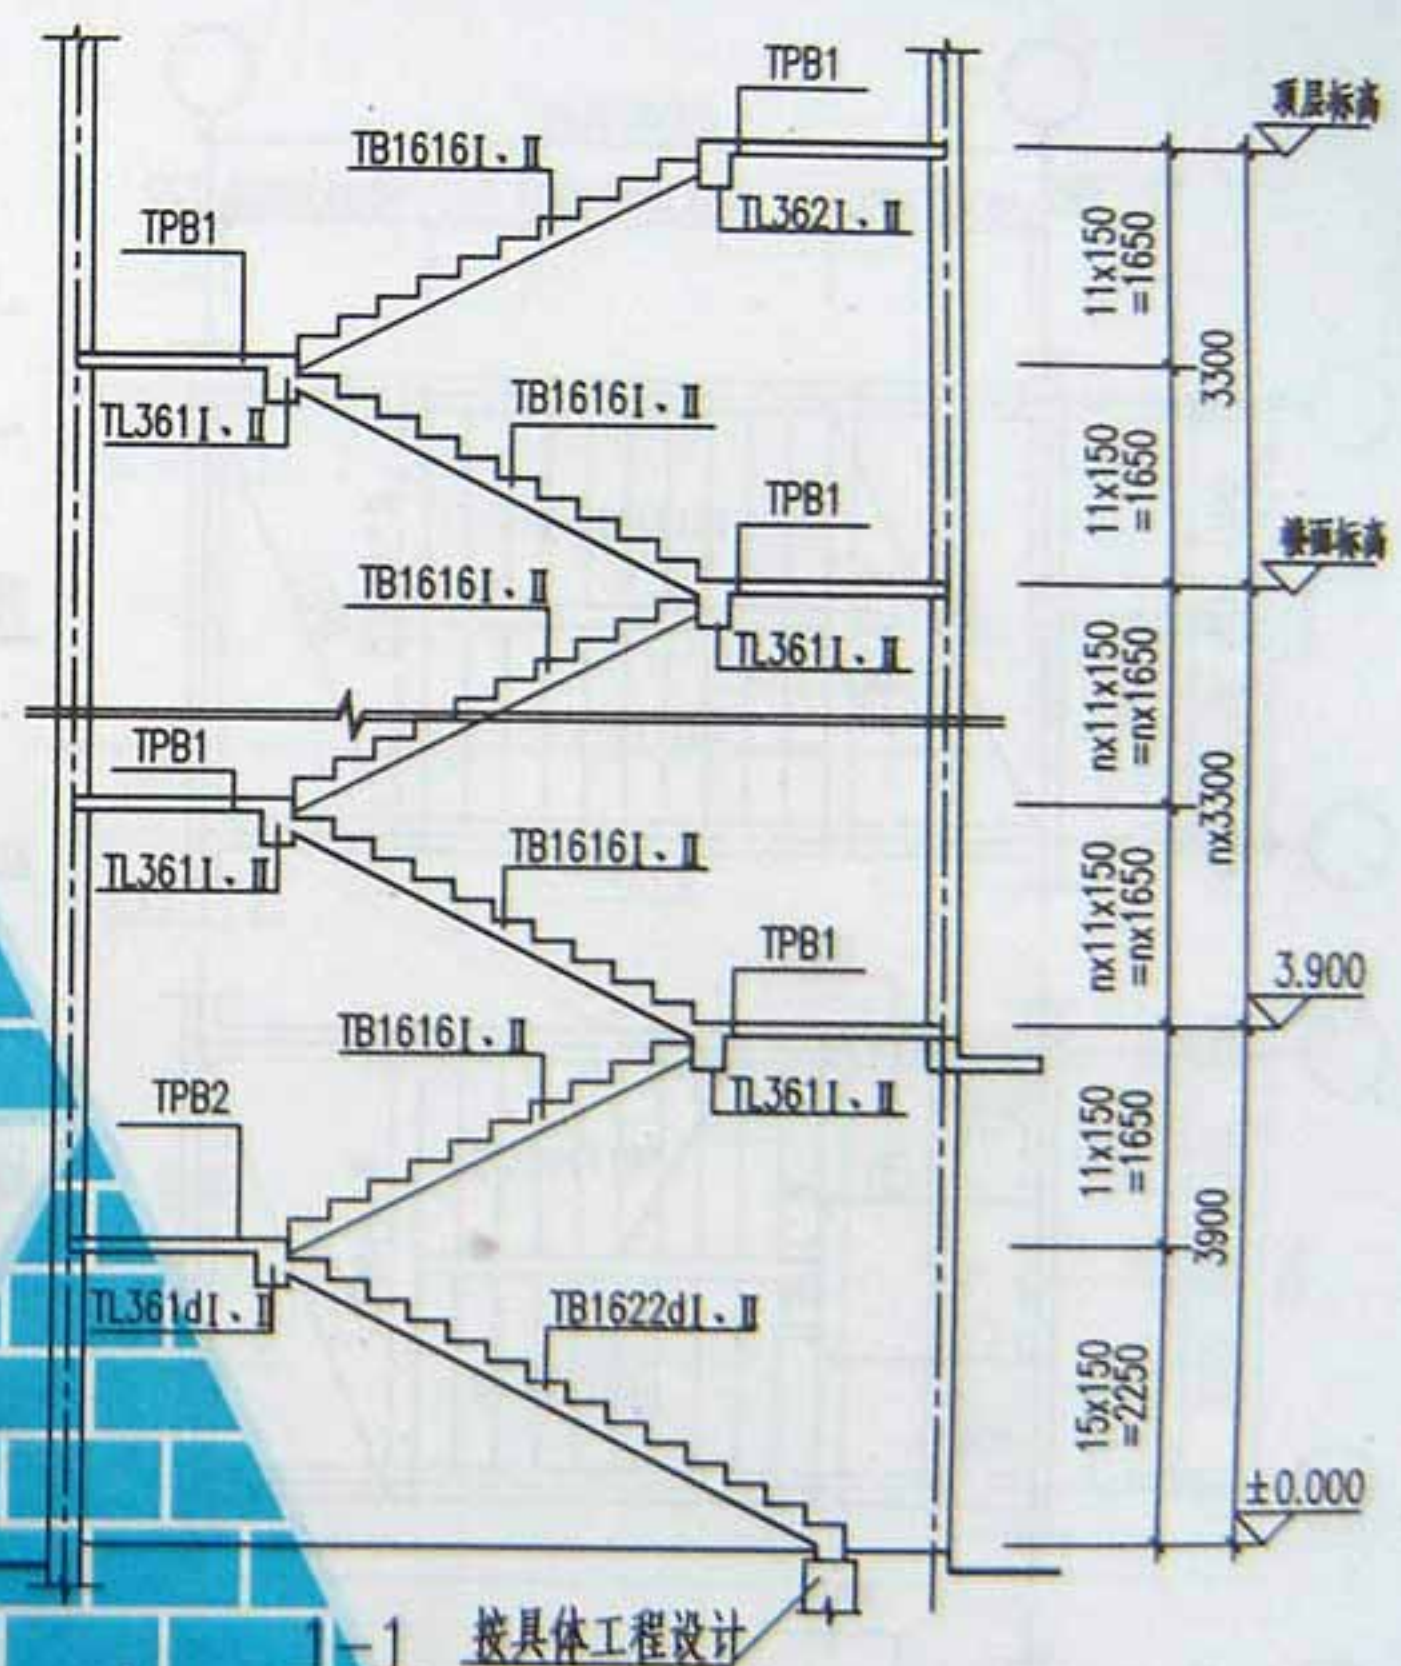 TPB1
顶层标高
TB1616Ⅰ、Ⅱ
TL362Ⅰ、Ⅱ
TPB1
11x150
=1650
3300
TL361Ⅰ、Ⅱ
TB1616Ⅰ、Ⅱ
11x150
=1650
TPB1
楼面标高
TB1616Ⅰ、Ⅱ
TL361Ⅰ、Ⅱ
nx11x150
=nx1650
TPB1
nx3300
TL361Ⅰ、Ⅱ
TB1616Ⅰ、Ⅱ
nx11x150
=nx1650
TPB1
3.900
TB1616Ⅰ、Ⅱ
TPB2
TL361Ⅰ、Ⅱ
11x150
=1650
3900
TL361dⅠ、Ⅱ
TB1622dⅠ、Ⅱ
15x150
=2250
±0.000
1-1
按具体工程设计